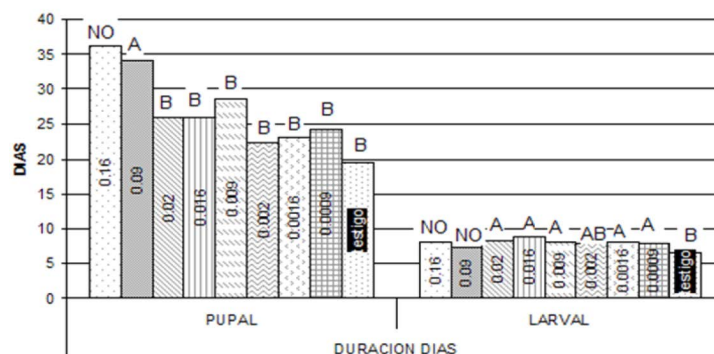 40
35
30
25
20
15
10
5
0
DIAS
NO A B B B B B B B
0.16 0.09 0.02 0.016 0.009 0.002 0.0016 0.0009 estigo
NO NO A A A AB A A B
0.16 0.09 0.02 0.016 0.009 0.002 0.0016 0.0009 estigo
PUPAL LARVAL
DURACION DIAS